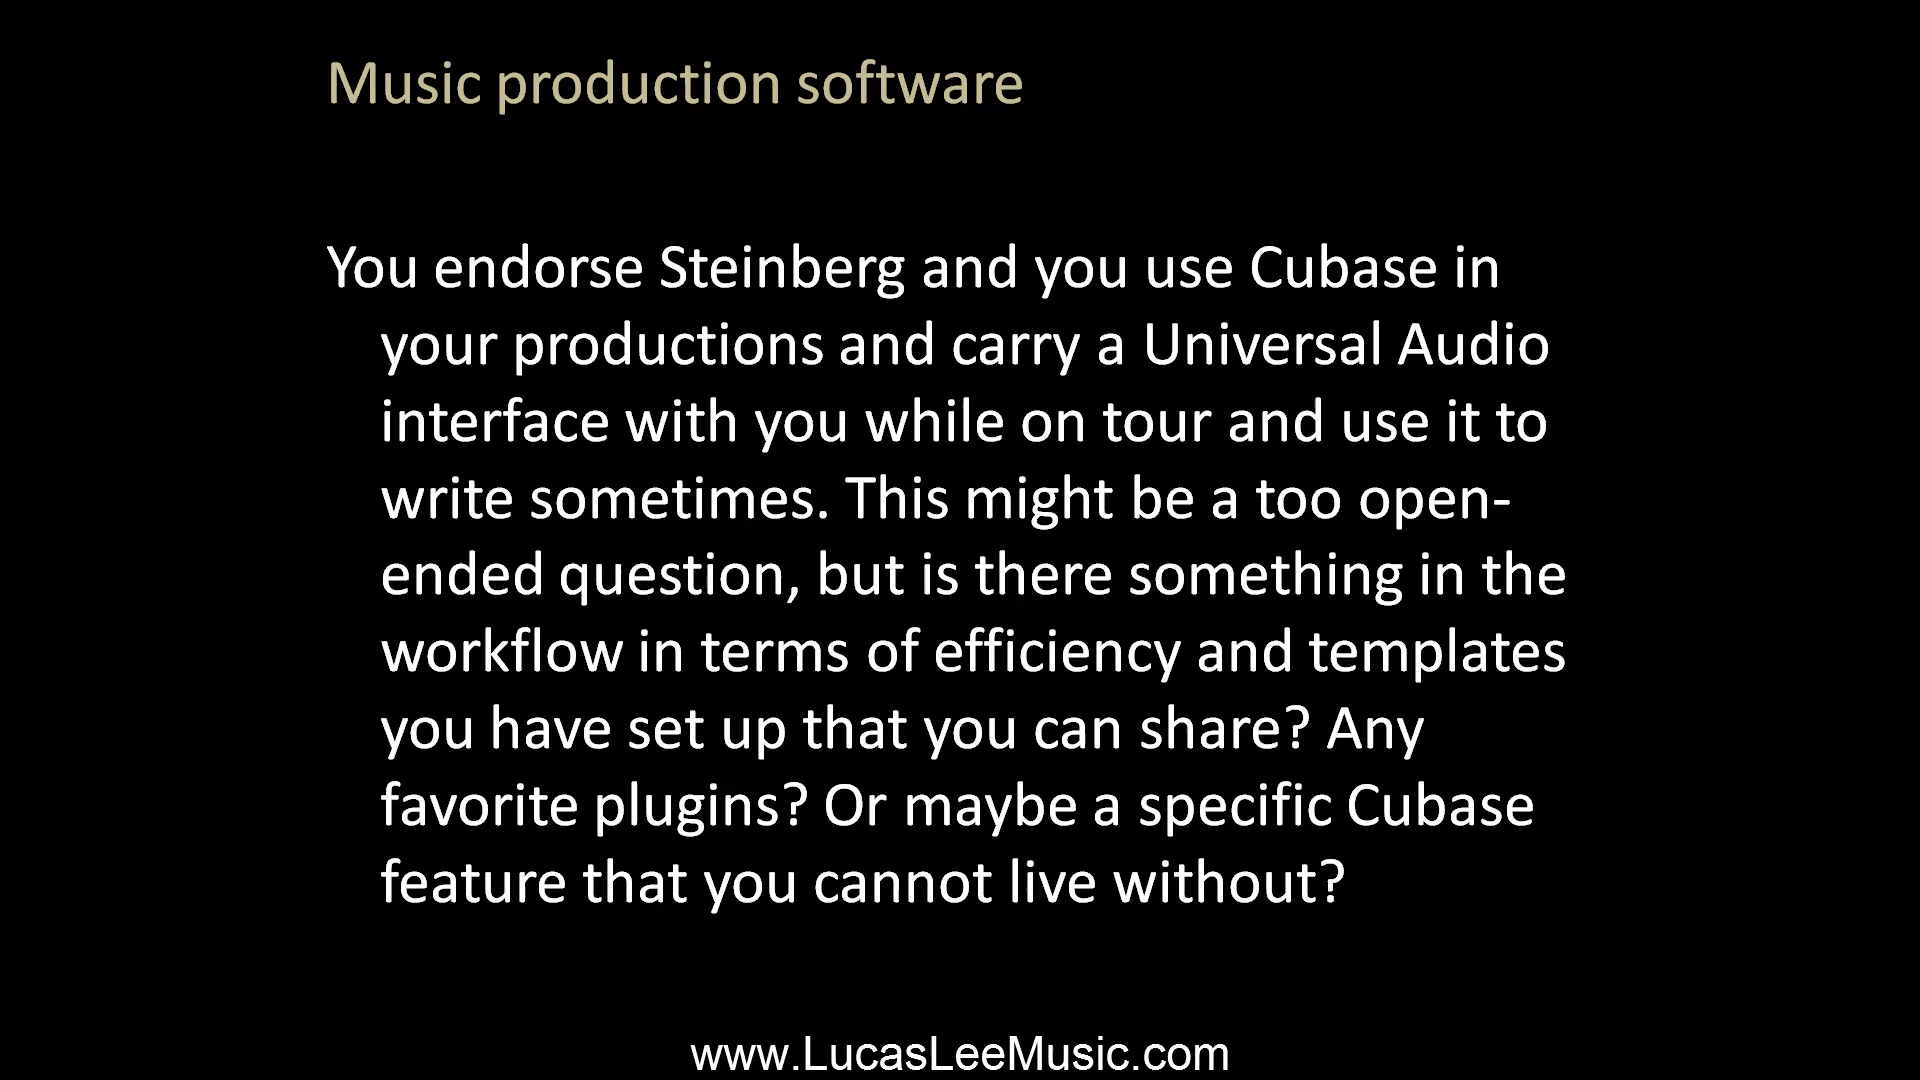 Music production software
You endorse Steinberg and you use Cubase in
your productions and carry a Universal Audio
interface with you while on tour and use it to
write sometimes. This might be a too open-
ended question, but is there something in the
workflow in terms of efficiency and templates
you have set up that you can share? Any
favorite plugins? Or maybe a specific Cubase
feature that you cannot live without?
www.LucasLeeMusic.com